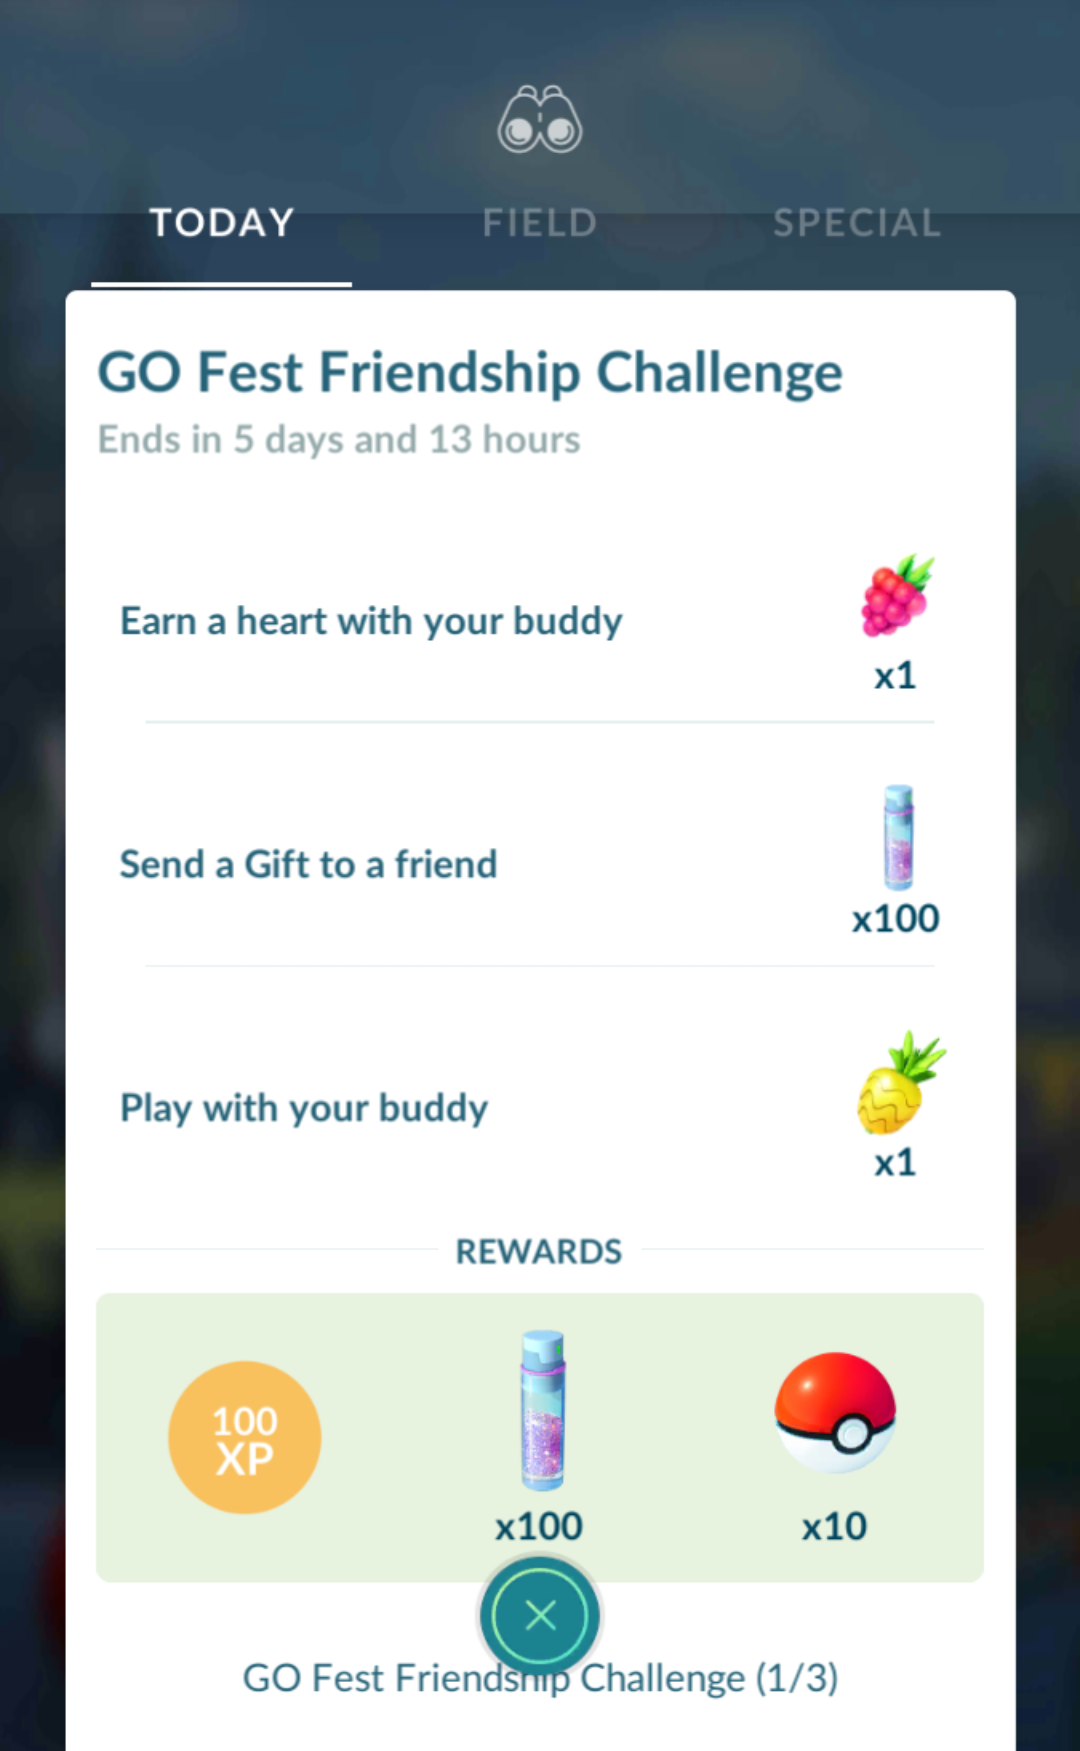 TODAY
FIELD
SPECIAL
GO Fest Friendship Challenge
Ends in 5 days and 13 hours
Earn a heart with your buddy
x1
Send a Gift to a friend
x100
Play with your buddy
x1
REWARDS
100
XP
x100
x10
GO Fest Friendship Challenge (1/3)